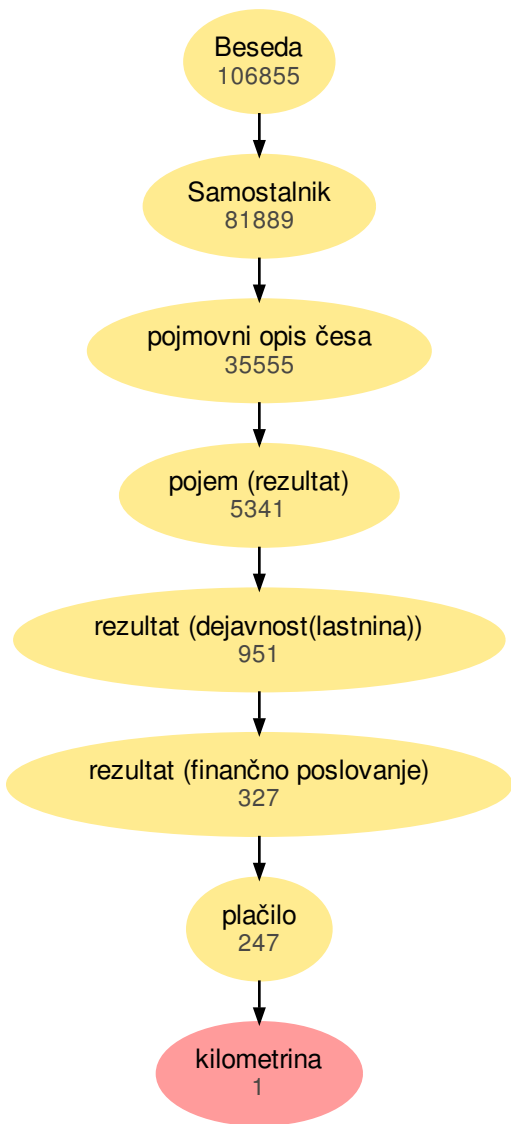 Beseda
106855
Samostalnik
81889
pojmovni opis česa
35555
pojem (rezultat)
5341
rezultat (dejavnost(lastnina))
951
rezultat (finančno poslovanje)
327
plačilo
247
kilometrina
1